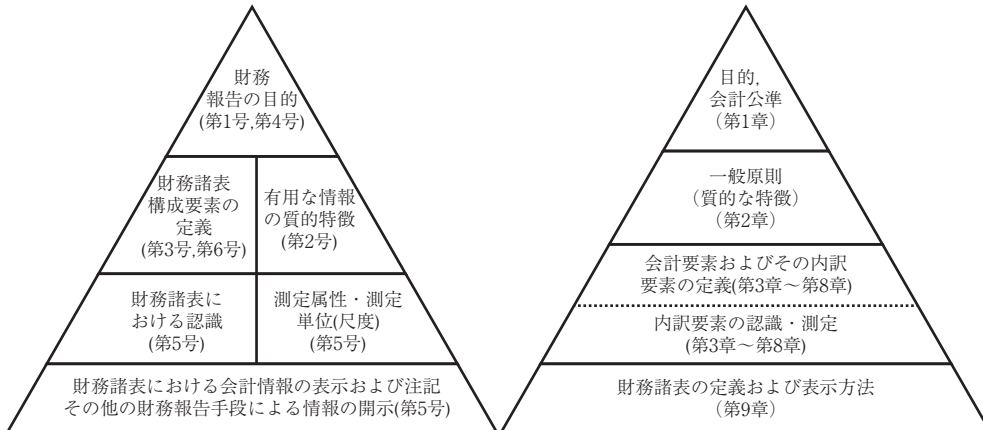 財務
報告の目的
(第1号,第4号)
財務諸表
構成要素の
定義
(第3号,第6号)
有用な情報
の質的特徴
(第2号)
財務諸表に
おける認識
(第5号)
測定属性・測定
単位(尺度)
(第5号)
財務諸表における会計情報の表示および注記
その他の財務報告手段による情報の開示(第5号)
目的,
会計公準
(第1章)
一般原則
(質的な特徴)
(第2章)
会計要素およびその内訳
要素の定義(第3章~第8章)
内訳要素の認識・測定
(第3章~第8章)
財務諸表の定義および表示方法
(第9章)